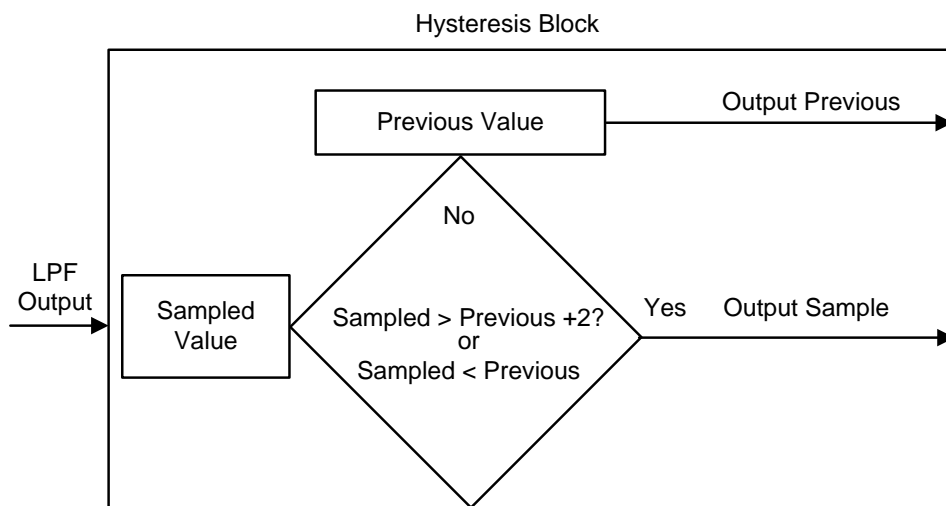 Hysteresis Block
Previous Value
Output Previous
No
LPF
Output
Sampled
Value
Sampled > Previous +2?
or
Sampled < Previous
Yes
Output Sample